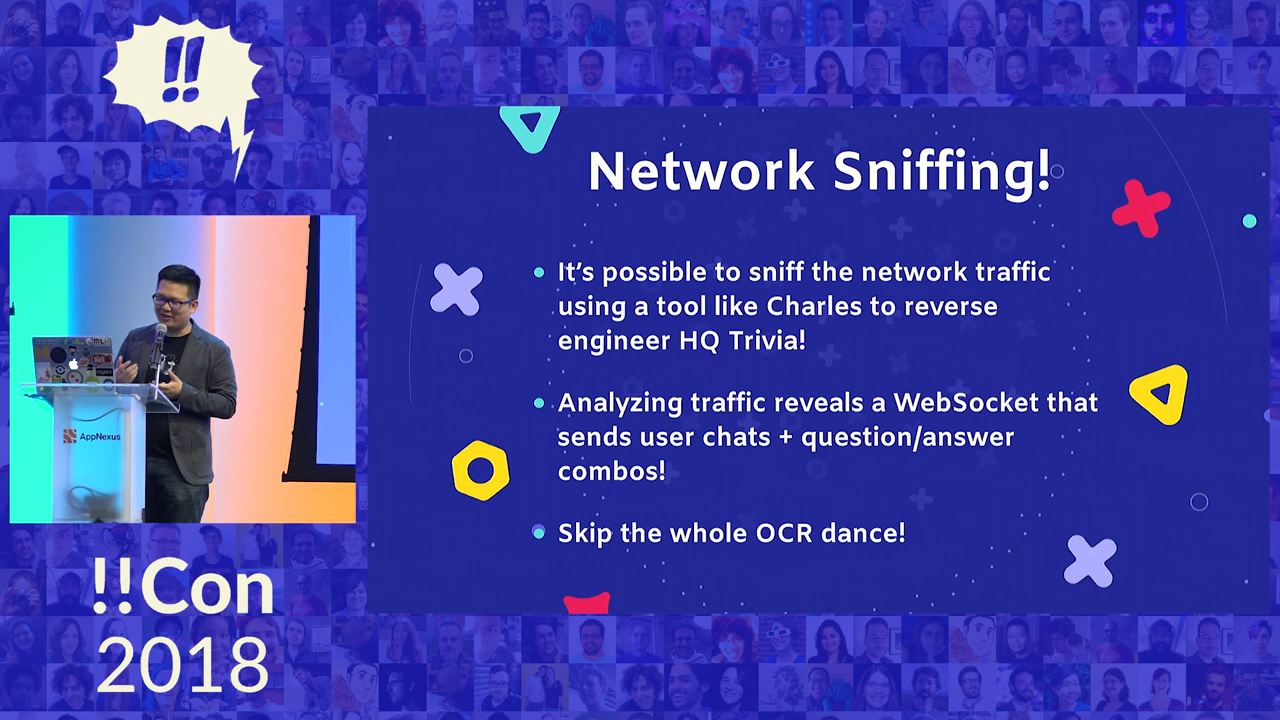 !!
Network Sniffing!
It’s possible to sniff the network traffic
using a tool like Charles to reverse
engineer HQ Trivia!
Analyzing traffic reveals a WebSocket that
sends user chats + question/answer
combos!
Skip the whole OCR dance!
AppNexus
!!Con
2018